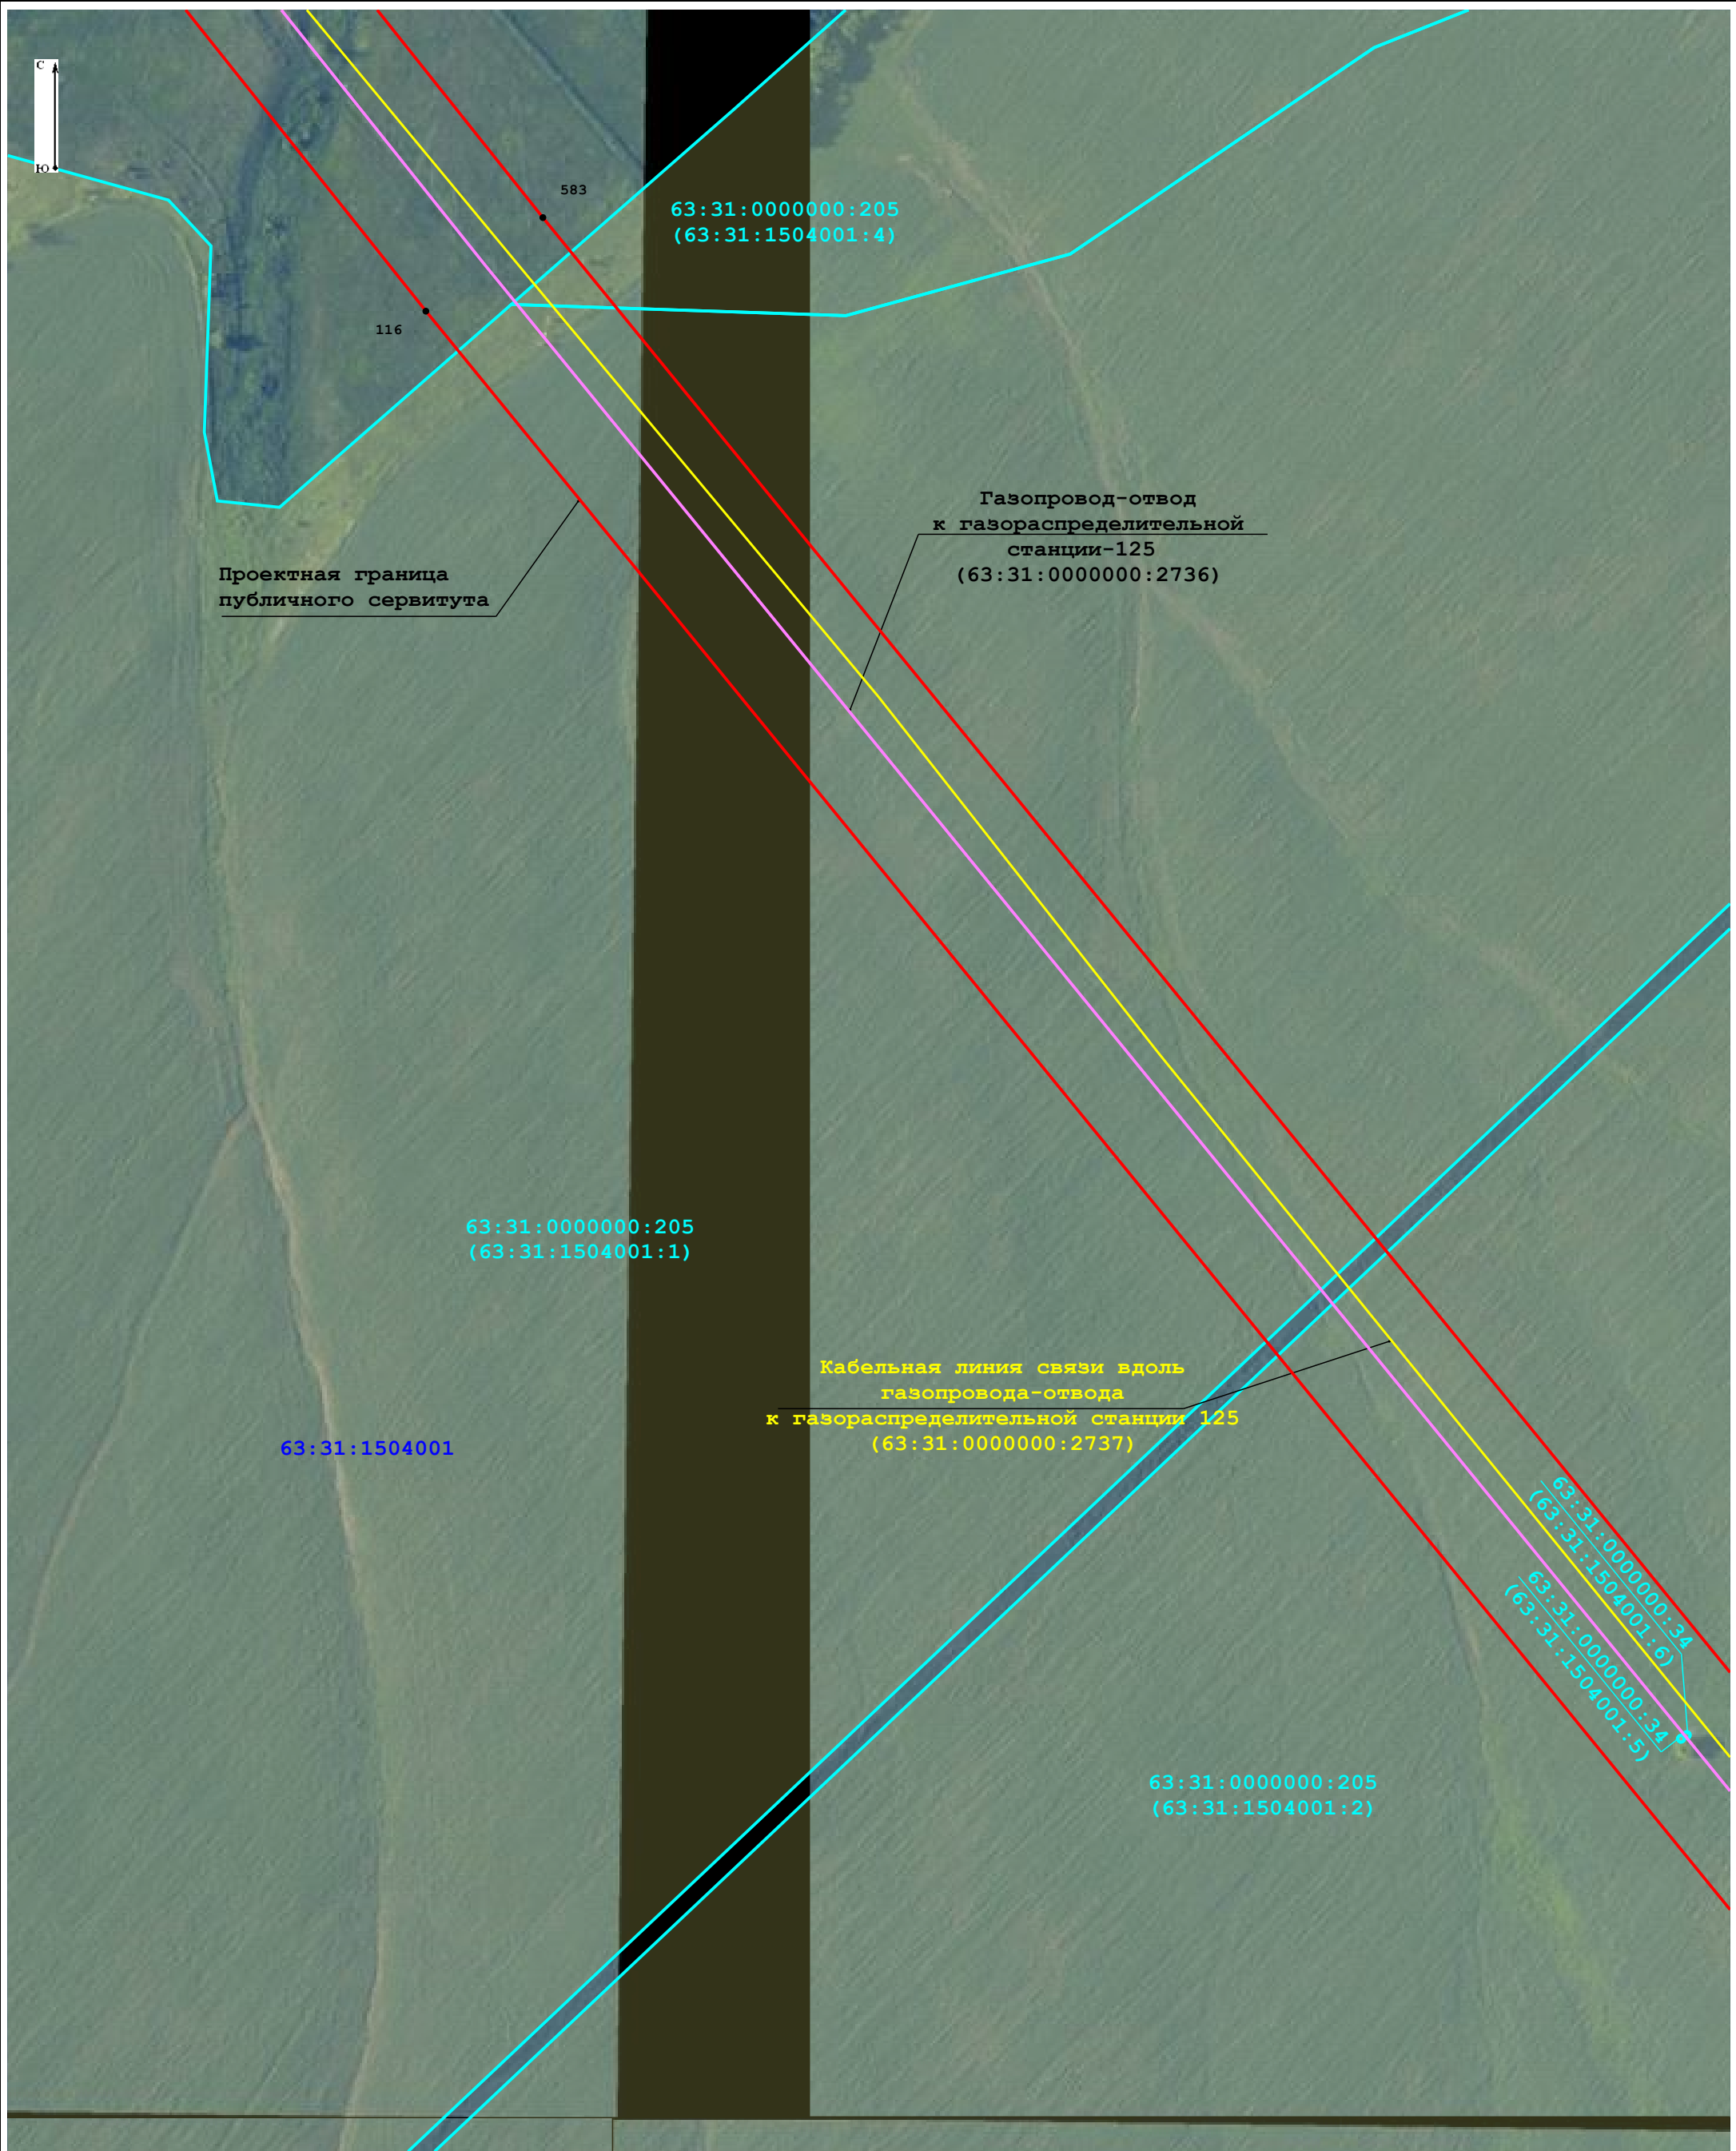 С
Ю
583
63:31:0000000:205
(63:31:1504001:4)
116
Газопровод-отвод
к газораспределительной
станции-125
(63:31:0000000:2736)
Проектная граница
публичного сервитута
63:31:0000000:205
(63:31:1504001:1)
Кабельная линия связи вдоль
газопровода-отвода
к газораспределительной станции 125
(63:31:0000000:2737)
63:31:1504001
63:31:0000000:34
(63:31:1504001:6)
63:31:0000000:34
(63:31:1504001:5)
63:31:0000000:205
(63:31:1504001:2)